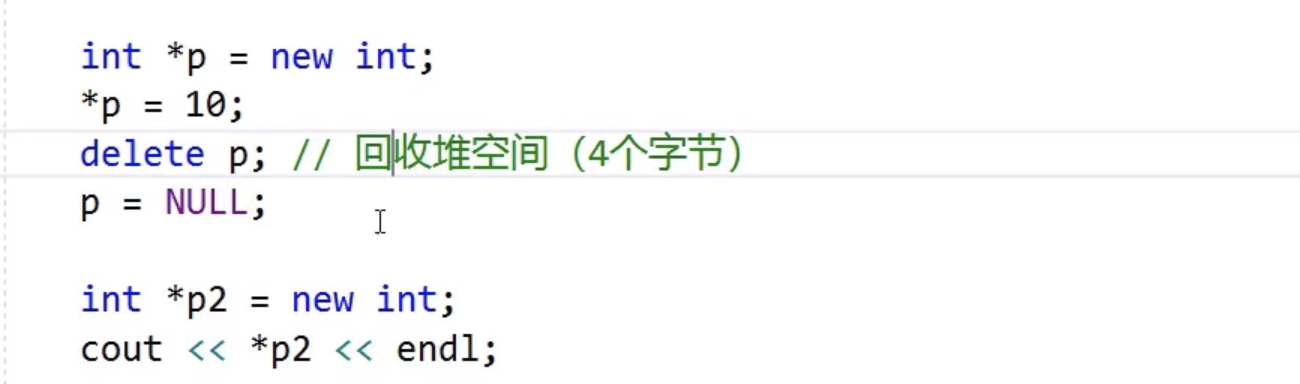 int *p = new int;
*p = 10;
delete p; // 回收堆空间（4个字节）
p = NULL;
int *p2 = new int;
cout << *p2 << endl;